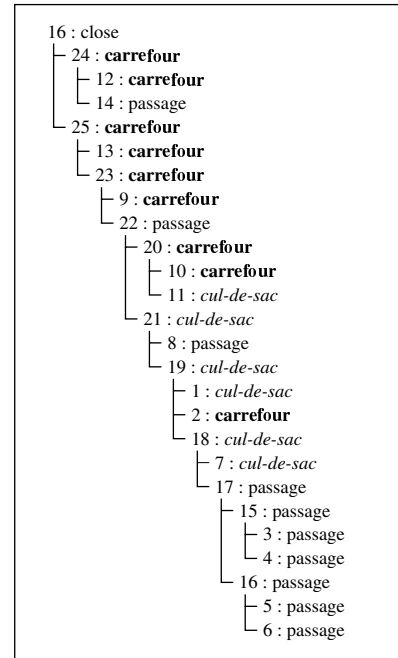 16 : close
24 : carrefour
12 : carrefour
14 : passage
25 : carrefour
13 : carrefour
23 : carrefour
9 : carrefour
22 : passage
20 : carrefour
10 : carrefour
11 : cul-de-sac
21 : cul-de-sac
8 : passage
19 : cul-de-sac
1 : cul-de-sac
2 : carrefour
18 : cul-de-sac
7 : cul-de-sac
17 : passage
15 : passage
3 : passage
4 : passage
16 : passage
5 : passage
6 : passage